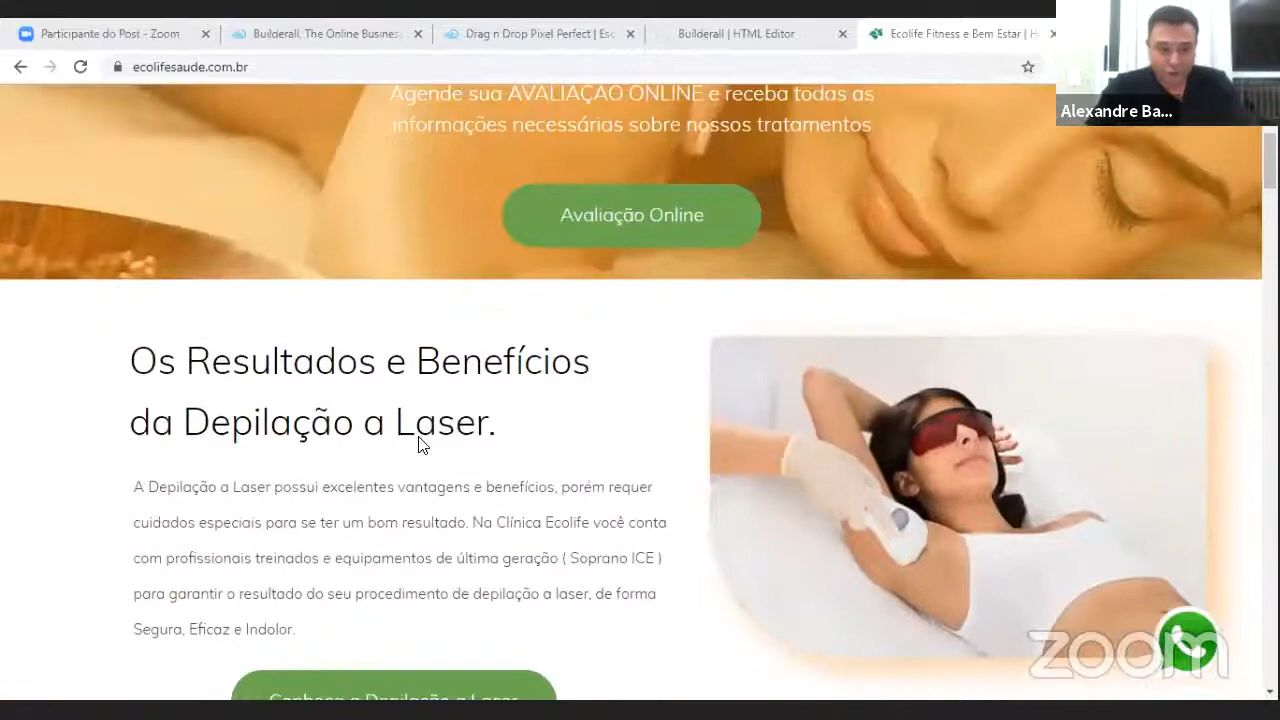 Participante do Post - Zoom
Builderall, The Online Busines
Drag n Drop Pixel Perfect | Esc
Builderall | HTML Editor
Ecolife Fitness e Bem Estar | H
ecolifesaude.com.br
Alexandre Ba...
Agende sua AVALIAÇÃO ONLINE e receba todas as
informações necessárias sobre nossos tratamentos
Avaliação Online
Os Resultados e Benefícios
da Depilação a Laser.
A Depilação a Laser possui excelentes vantagens e benefícios, porém requer
cuidados especiais para se ter um bom resultado. Na Clínica Ecolife você conta
com profissionais treinados e equipamentos de última geração ( Soprano ICE )
para garantir o resultado do seu procedimento de depilação a laser, de forma
Segura, Eficaz e Indolor.
Conheça a Depilação a Laser
zoom